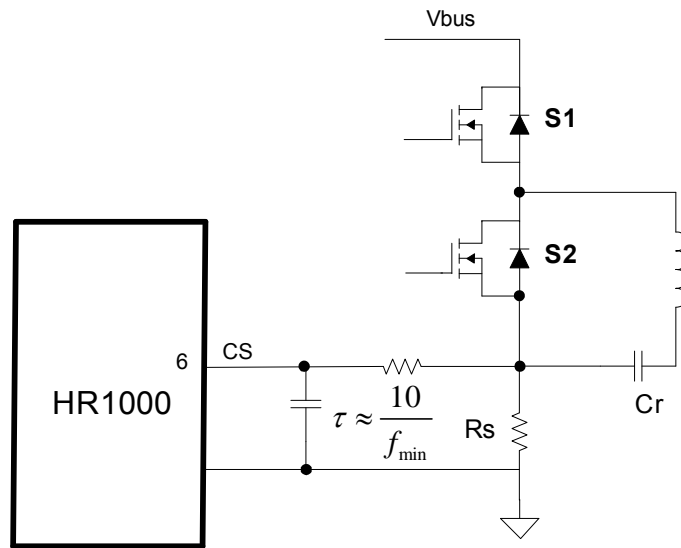 Vbus
S1
S2
6
CS
HR1000
τ ≈ 10 / f_min
Rs
Cr